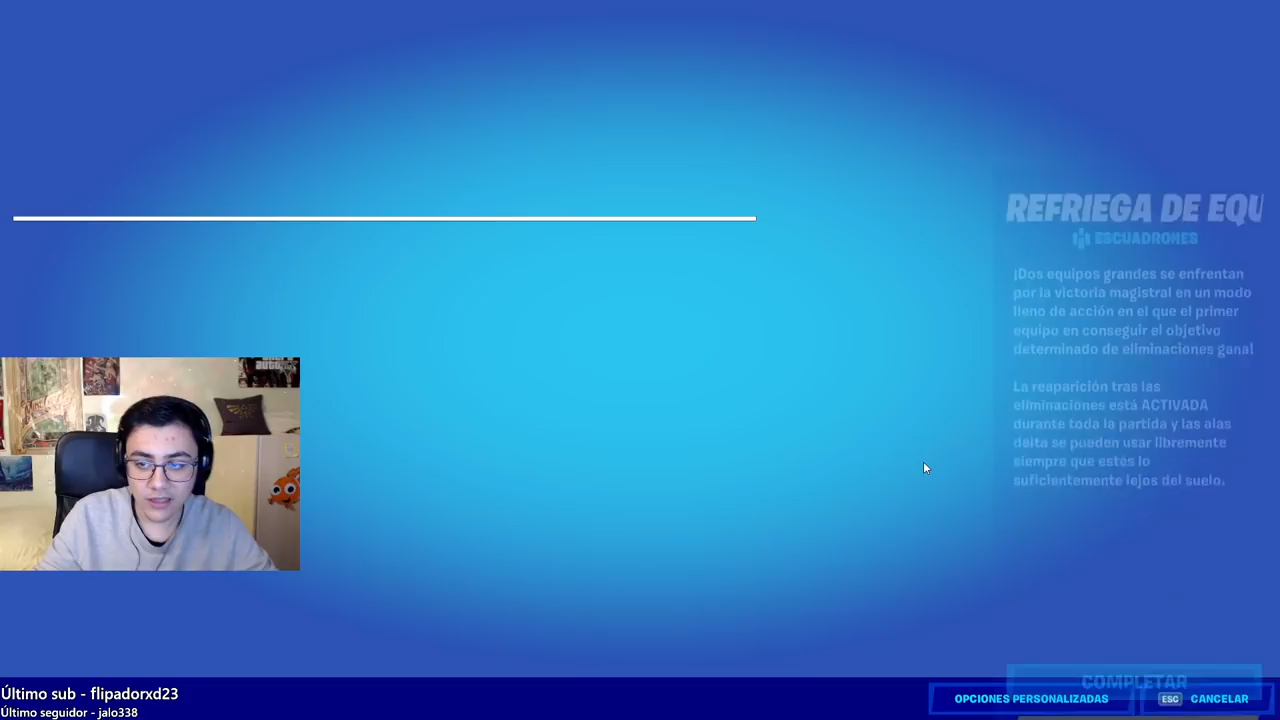 REFRIEGA DE EQU
ESCUADRONES
¡Dos equipos grandes se enfrentan
por la victoria magistral en un modo
lleno de acción en el que el primer
equipo en conseguir el objetivo
determinado de eliminaciones gana!
La reaparición tras las
eliminaciones está ACTIVADA
durante toda la partida y las alas
delta se pueden usar libremente
siempre que estés lo
suficientemente lejos del suelo.
COMPLETAR
OPCIONES PERSONALIZADAS
ESC CANCELAR
Último sub - flipadorxd23
Último seguidor - jalo338